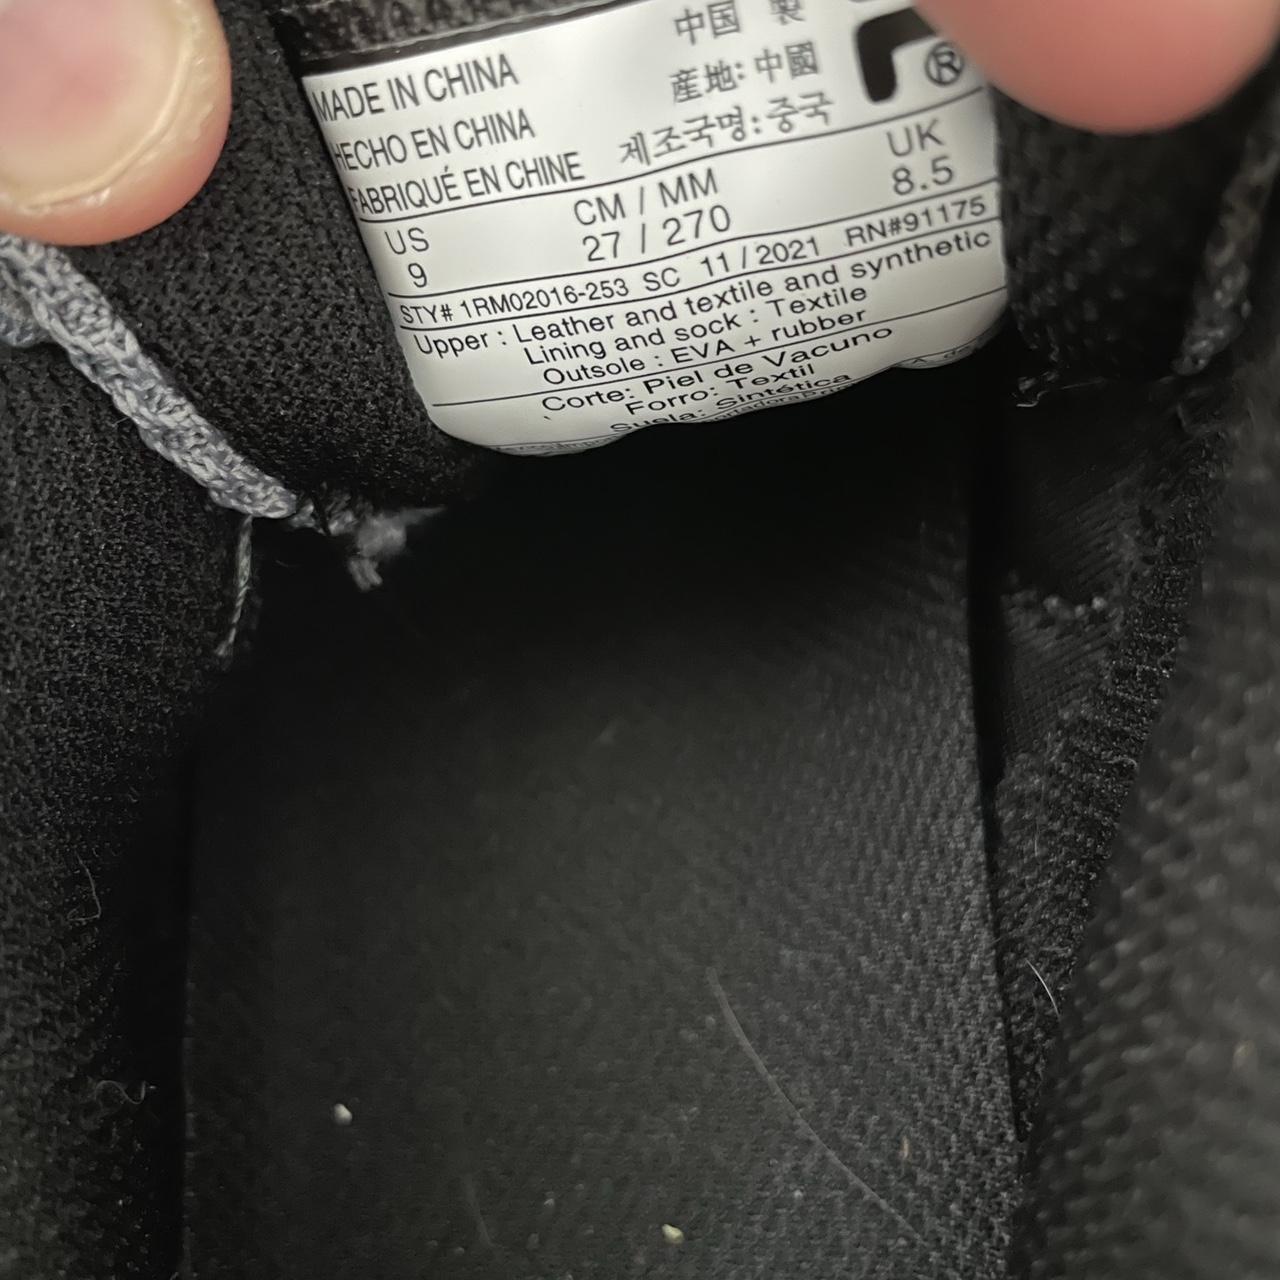 MADE IN CHINA
HECHO EN CHINA
FABRIQUÉ EN CHINE
中国 製
産地: 中國
제조국명: 중국
®
US CM / MM UK
9 27 / 270 8.5
STY# 1RM02016-253 SC 11 / 2021 RN#91175
Upper : Leather and textile and synthetic
Lining and sock : Textile
Outsole : EVA + rubber
Corte: Piel de Vacuno
Forro: Textil
Suela: Sintética